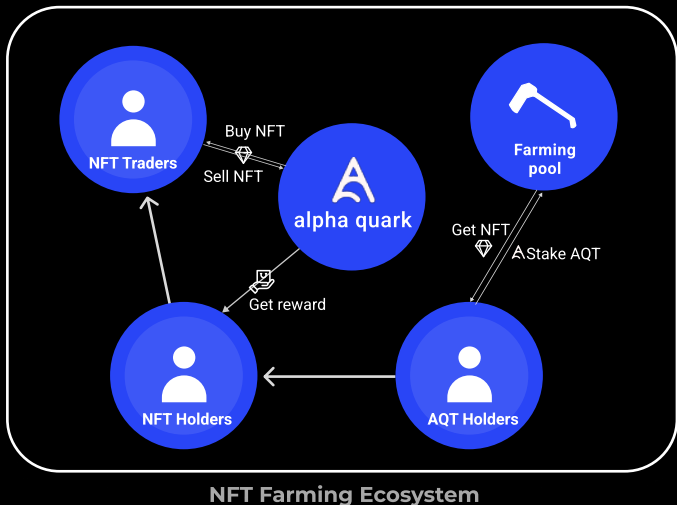 NFT Traders
Buy NFT
Sell NFT
alpha quark
Farming
pool
Get NFT
Stake AQT
Get reward
NFT Holders
AQT Holders
NFT Farming Ecosystem